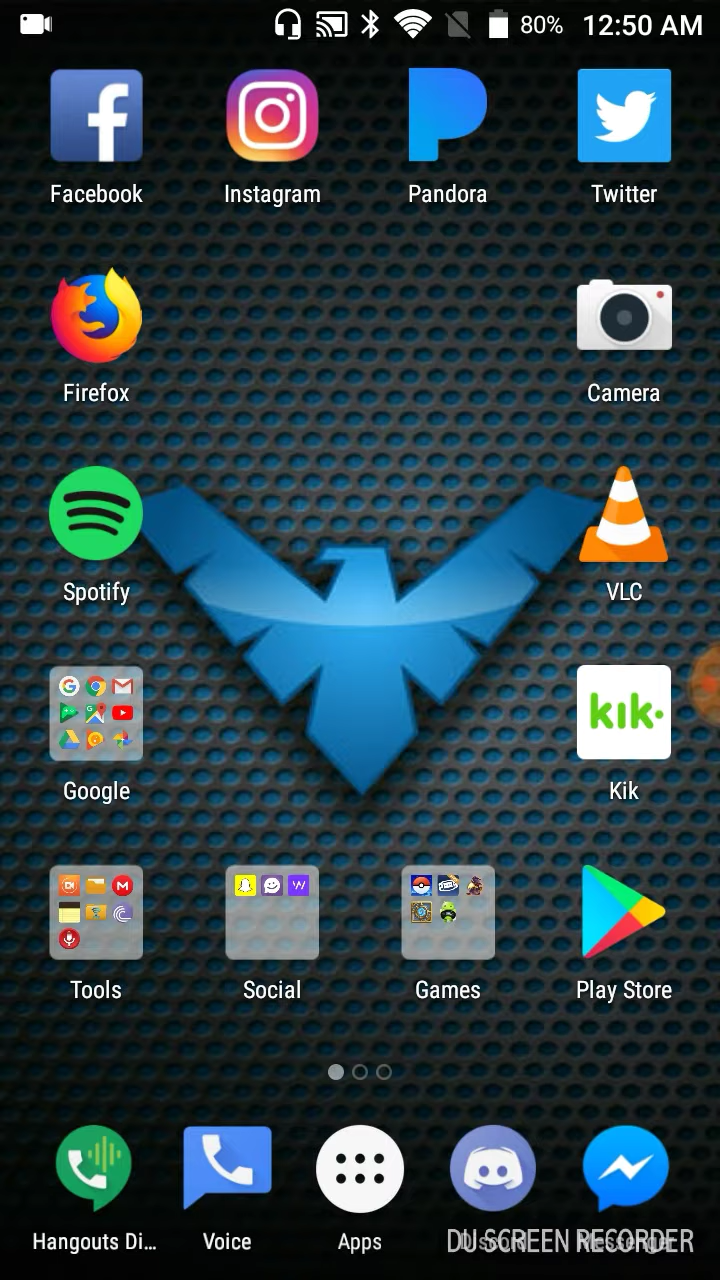 80% 12:50 AM
Facebook Instagram Pandora Twitter
Firefox Camera
Spotify VLC
kik·
Google Kik
Tools Social Games Play Store
Hangouts Di... Voice Apps
DU SCREEN RECORDER